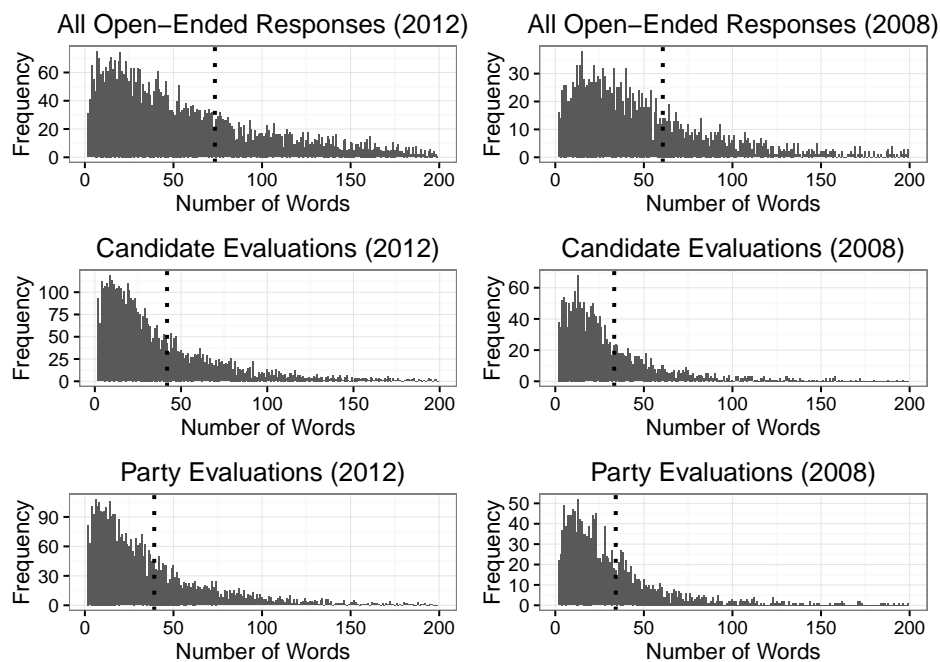 All Open−Ended Responses (2012)
Frequency
60
40
20
0
0 50 100 150 200
Number of Words
All Open−Ended Responses (2008)
Frequency
30
20
10
0
0 50 100 150 200
Number of Words
Candidate Evaluations (2012)
Frequency
100
75
50
25
0
0 50 100 150 200
Number of Words
Candidate Evaluations (2008)
Frequency
60
40
20
0
0 50 100 150 200
Number of Words
Party Evaluations (2012)
Frequency
90
60
30
0
0 50 100 150 200
Number of Words
Party Evaluations (2008)
Frequency
50
40
30
20
10
0
0 50 100 150 200
Number of Words